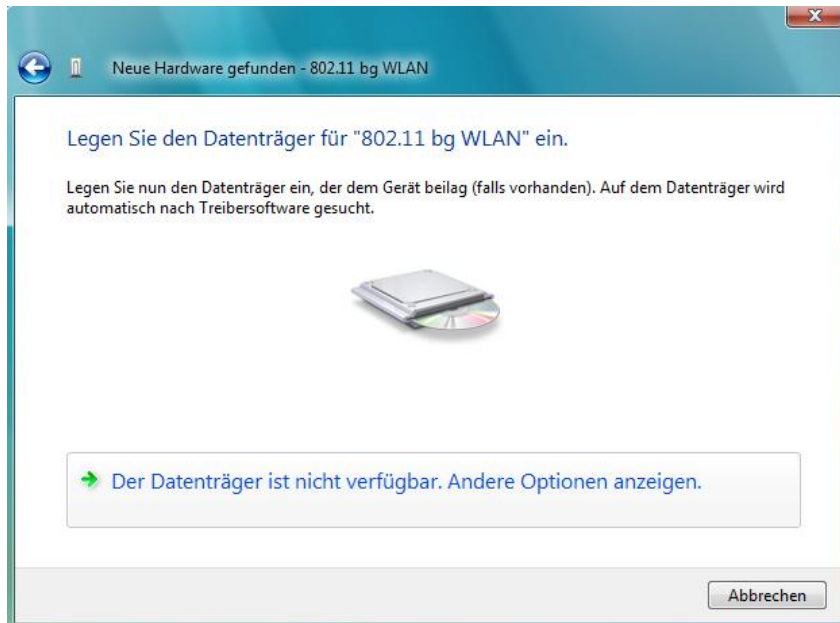 Neue Hardware gefunden - 802.11 bg WLAN
Legen Sie den Datenträger für "802.11 bg WLAN" ein.
Legen Sie nun den Datenträger ein, der dem Gerät beilag (falls vorhanden). Auf dem Datenträger wird
automatisch nach Treibersoftware gesucht.
Der Datenträger ist nicht verfügbar. Andere Optionen anzeigen.
Abbrechen